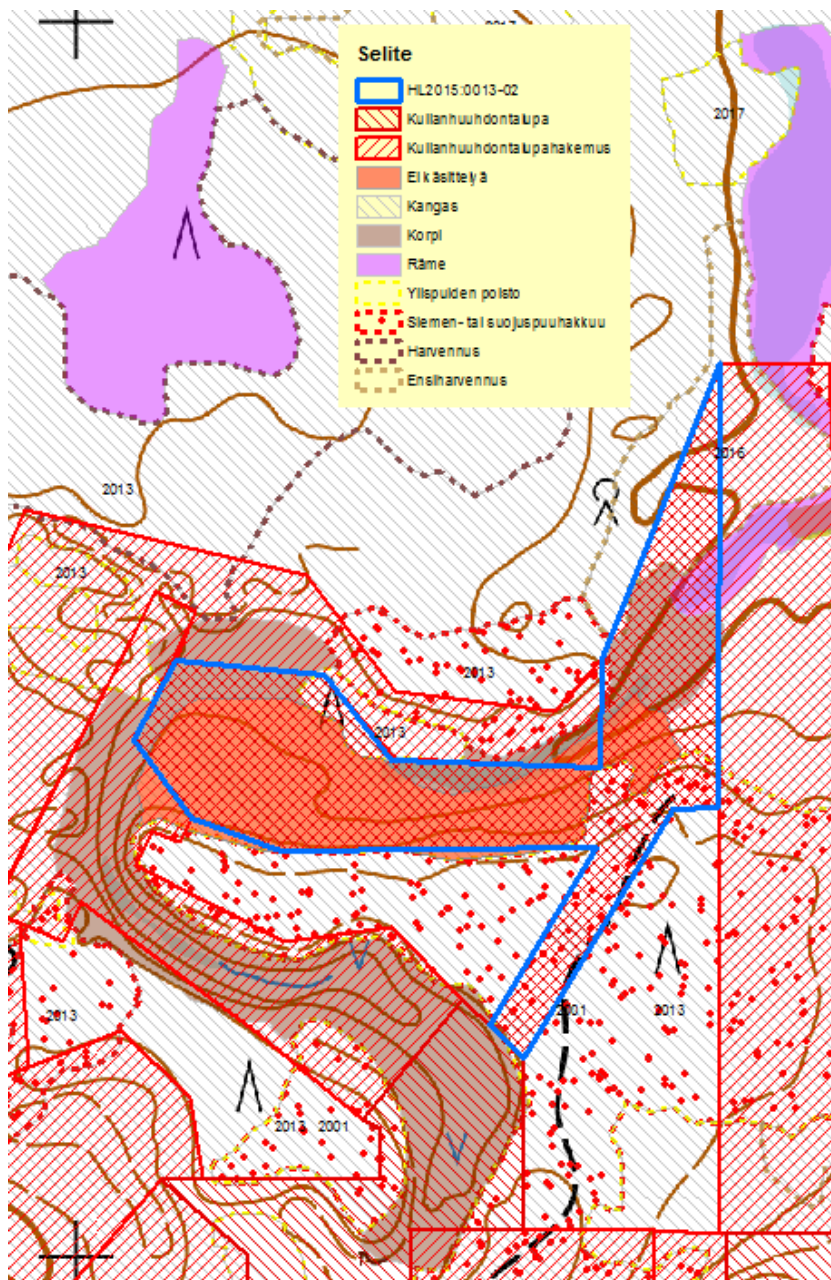 2017
Selite
HL2015:0013-02
Kullanhuuhdontalupa
Kullanhuuhdontalupahakemus
Ei käsittelyä
Kangas
Korpi
Räme
Ylispuiden poisto
Siemen- tai suojuspuuhakkuu
Harvennus
Ensiharvennus
2017
2016
2013
2013
2013
2013
2001
2013
2013
2013
2001